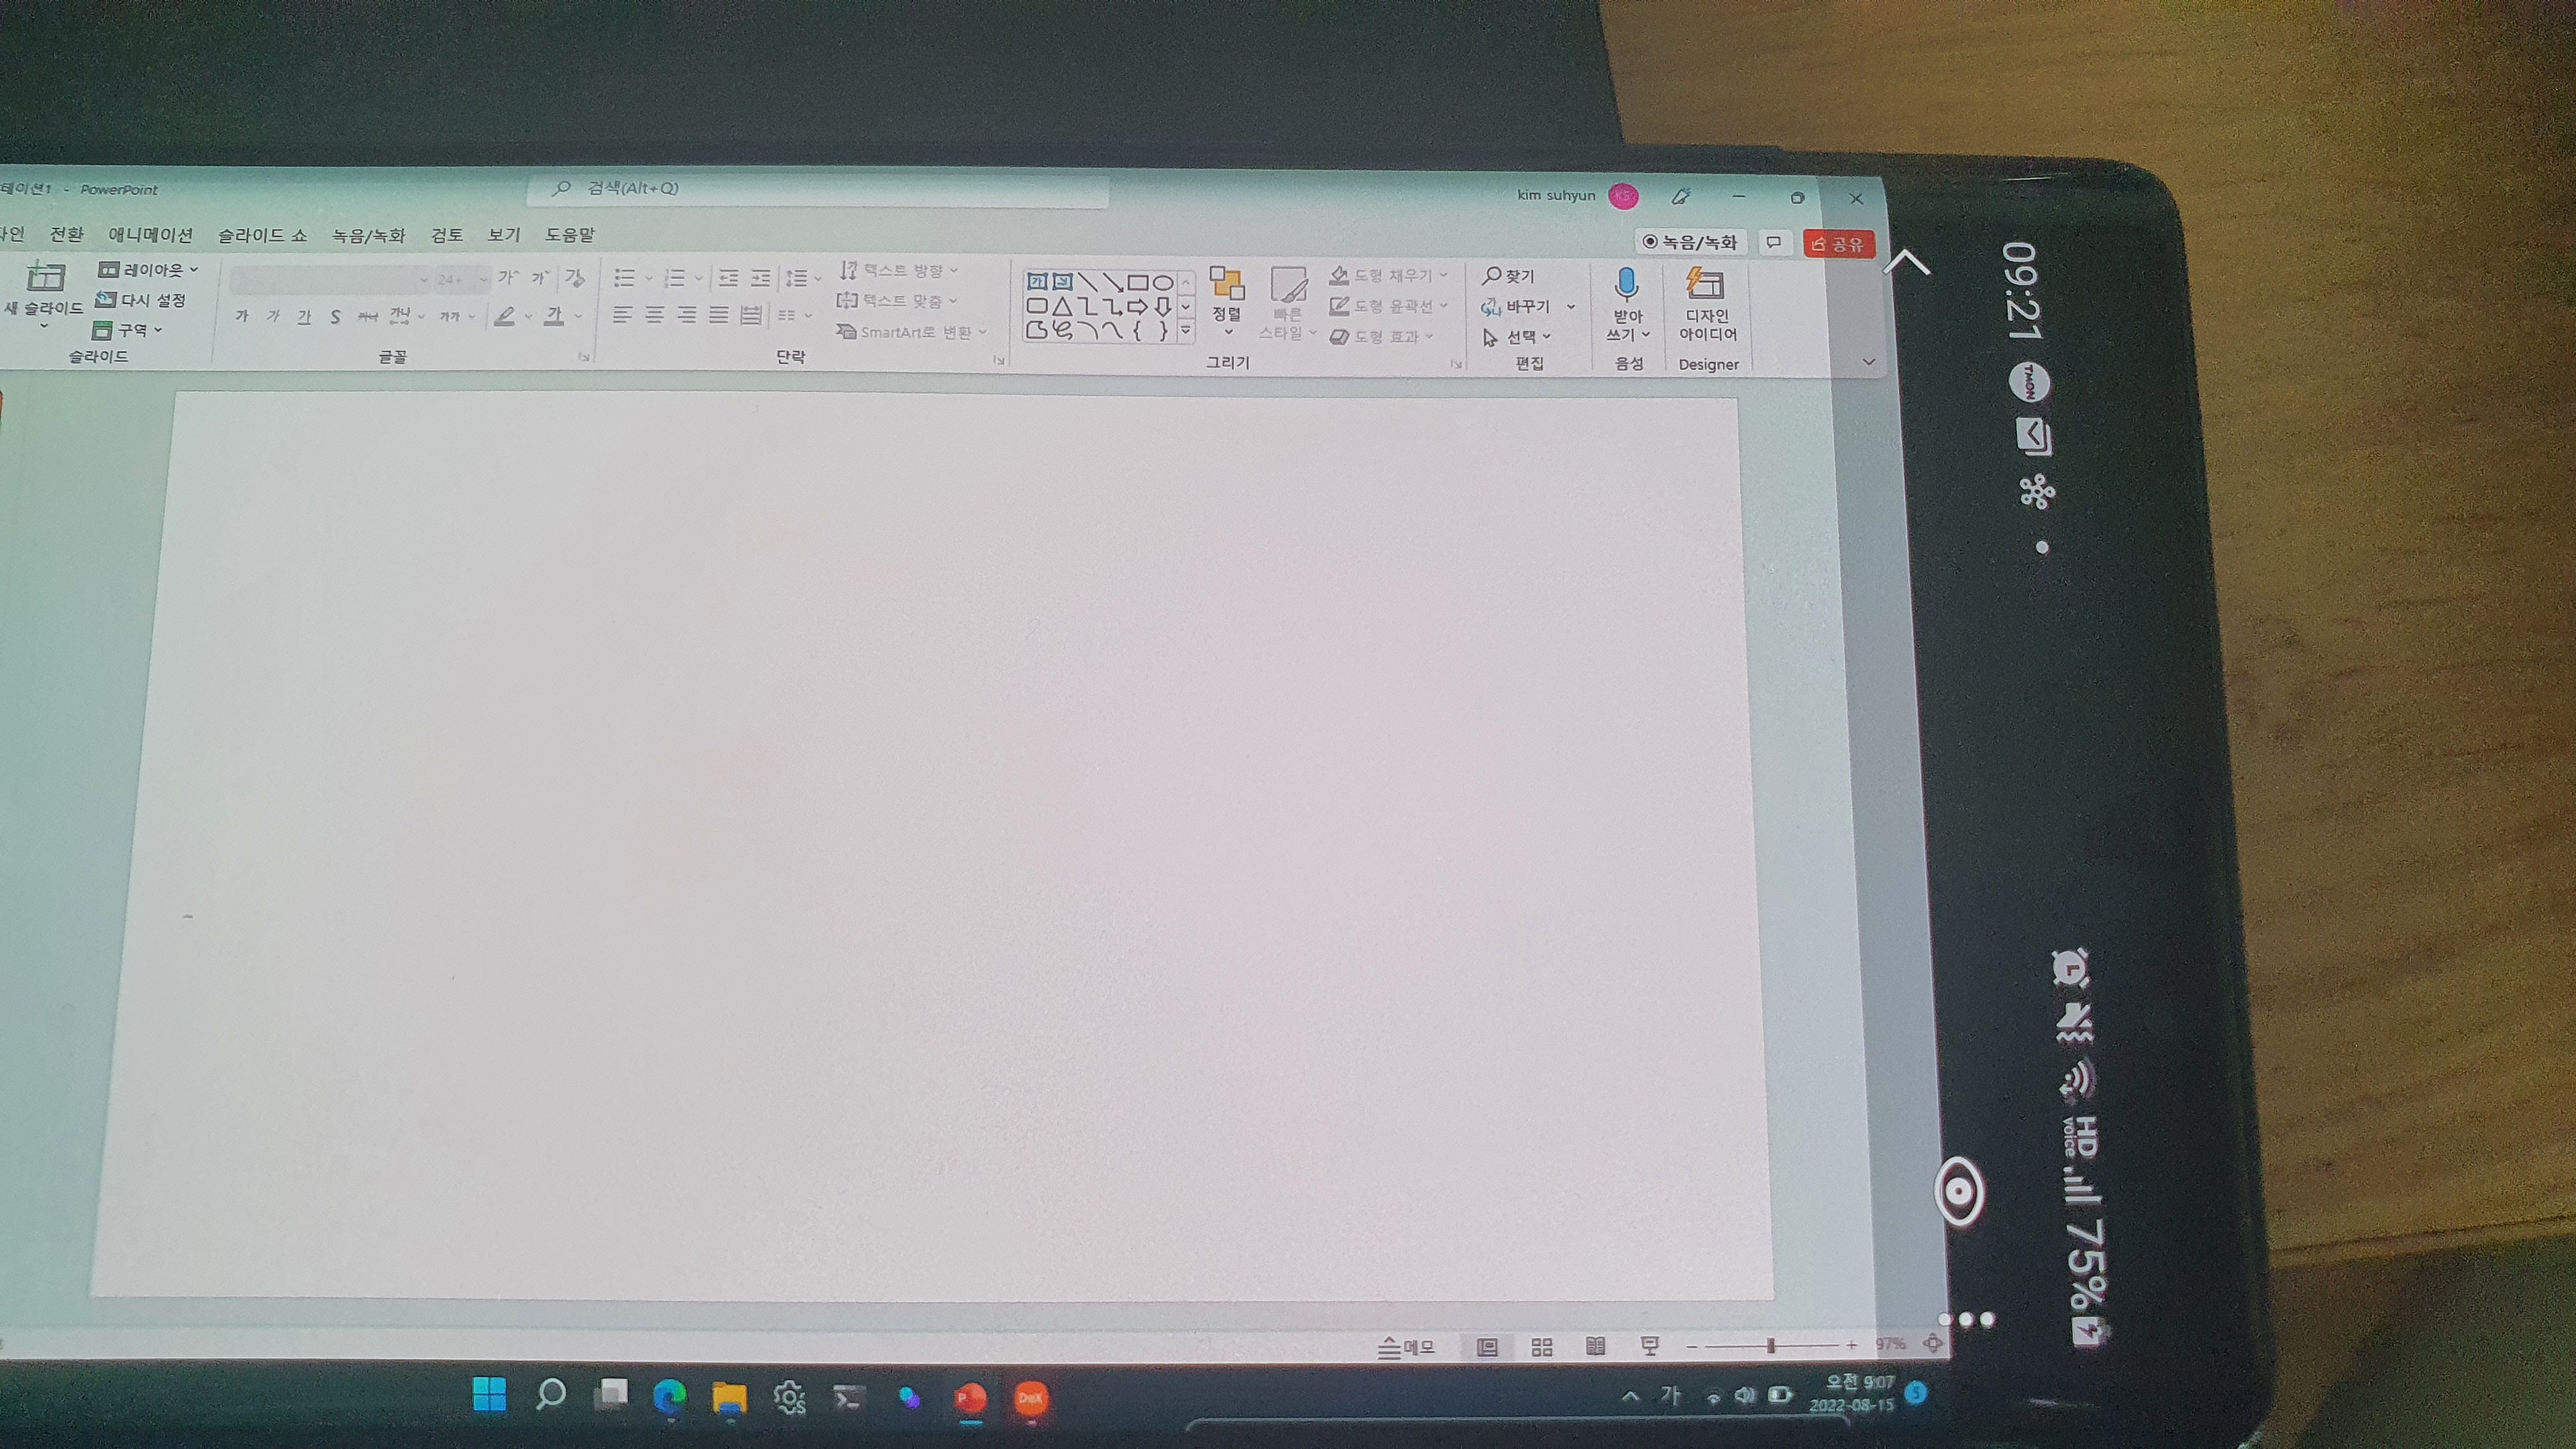 테이션1 - PowerPoint
검색(Alt+Q)
kim suhyun
KS
전환 애니메이션 슬라이드 쇼 녹음/녹화 검토 보기 도움말
녹음/녹화
공유
새 슬라이드
레이아웃
다시 설정
구역
슬라이드
24+ 가 가 가
가 가 가 S 가나 가가 가
글꼴
텍스트 방향
텍스트 맞춤
SmartArt로 변환
단락
정렬
빠른
스타일
도형 채우기
도형 윤곽선
도형 효과
그리기
찾기
바꾸기
선택
편집
받아
쓰기
음성
디자인
아이디어
Designer
메모
97%
DeX
가
오전 9:07
2022-08-15
5
09:21
TMON
HD
voice
75%